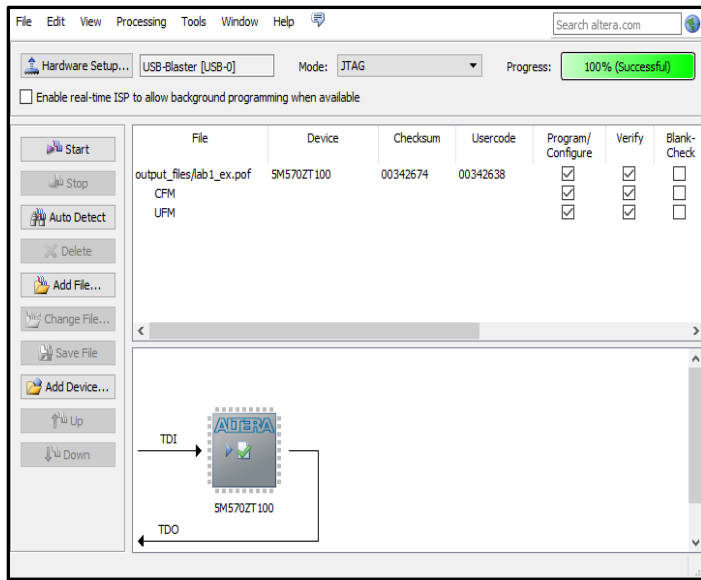 File Edit View Processing Tools Window Help Search altera.com
Hardware Setup... USB-Blaster [USB-0] Mode: JTAG Progress: 100% (Successful)
Enable real-time ISP to allow background programming when available
Start
Stop
Auto Detect
Delete
Add File...
Change File...
Save File
Add Device...
Up
Down
File Device Checksum Usercode Program/ Verify Blank-
Configure Check
output_files/lab1_ex.pof 5M570ZT100 00342674 00342638
CFM
UFM
ALTERA
TDI
5M570ZT100
TDO